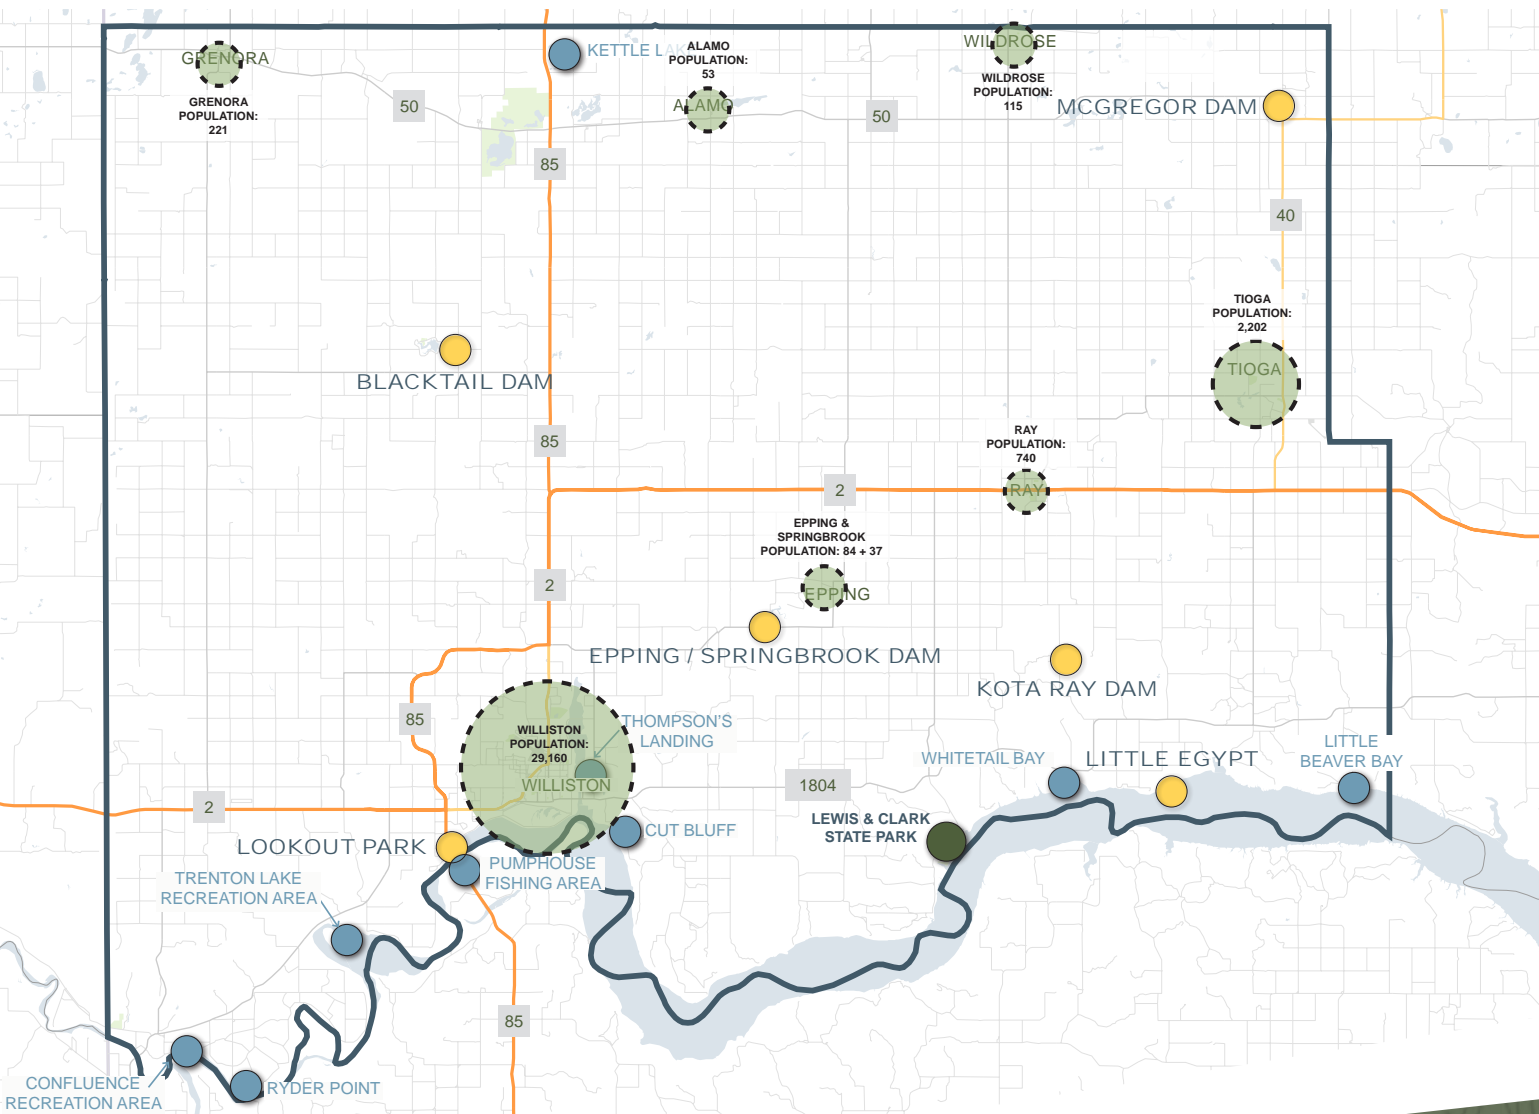 GRENORA
GRENORA
POPULATION:
221
50
KETTLE LAK
85
ALAMO
POPULATION:
53
ALAMO
50
WILDROSE
WILDROSE
POPULATION:
115
MCGREGOR DAM
40
TIOGA
POPULATION:
2,202
TIOGA
BLACKTAIL DAM
85
RAY
POPULATION:
740
RAY
2
EPPING &
SPRINGBROOK
POPULATION: 84 + 37
EPPING
2
EPPING / SPRINGBROOK DAM
KOTA RAY DAM
85
WILLISTON
POPULATION:
29,160
WILLISTON
THOMPSON'S
LANDING
WHITETAIL BAY
LITTLE EGYPT
LITTLE
BEAVER BAY
1804
2
LEWIS & CLARK
STATE PARK
CUT BLUFF
LOOKOUT PARK
PUMPHOUSE
FISHING AREA
TRENTON LAKE
RECREATION AREA
85
CONFLUENCE
RECREATION AREA
RYDER POINT